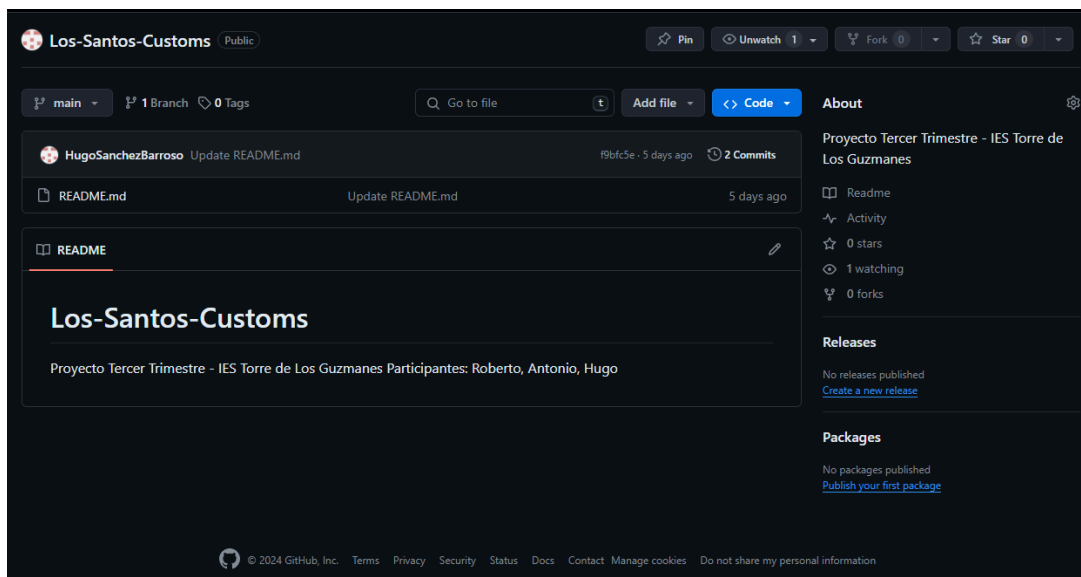 Los-Santos-Customs Public
Pin
Unwatch 1
Fork 0
Star 0
main
1 Branch
0 Tags
Go to file
t
Add file
<> Code
HugoSanchezBarroso Update README.md
f9bfc5e · 5 days ago
2 Commits
README.md
Update README.md
5 days ago
README
Los-Santos-Customs
Proyecto Tercer Trimestre - IES Torre de Los Guzmanes Participantes: Roberto, Antonio, Hugo
About
Proyecto Tercer Trimestre - IES Torre de
Los Guzmanes
Readme
Activity
0 stars
1 watching
0 forks
Releases
No releases published
Create a new release
Packages
No packages published
Publish your first package
© 2024 GitHub, Inc. Terms Privacy Security Status Docs Contact Manage cookies Do not share my personal information